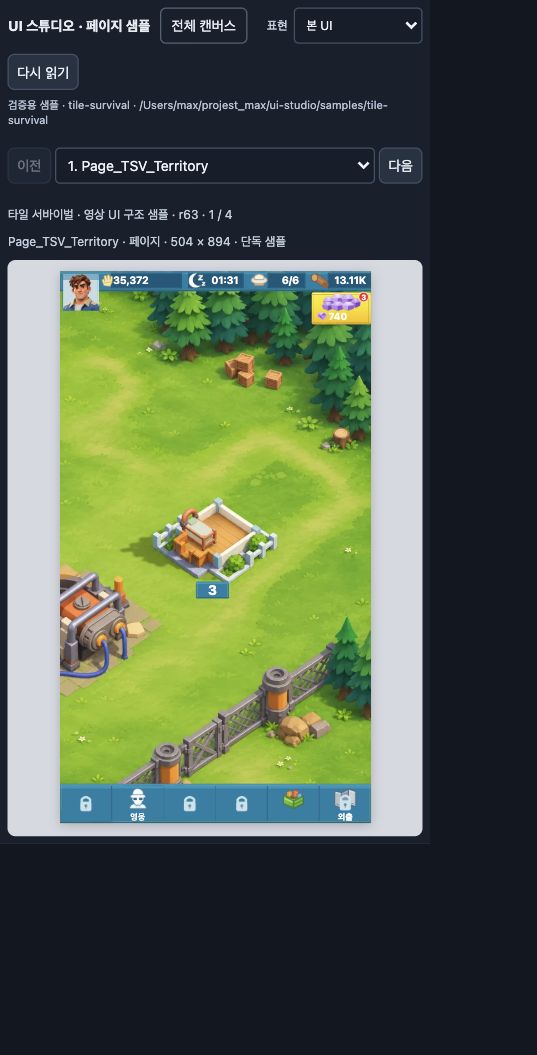 UI 스튜디오 · 페이지 샘플 전체 캔버스 표현 본 UI
다시 읽기
검증용 샘플 · tile-survival · /Users/max/projest_max/ui-studio/samples/tile-
survival
이전 1. Page_TSV_Territory 다음
타일 서바이벌 · 영상 UI 구조 샘플 · r63 · 1 / 4
Page_TSV_Territory · 페이지 · 504 × 894 · 단독 샘플
35,372 01:31 6/6 13.11K
3
740
3
영웅 외출